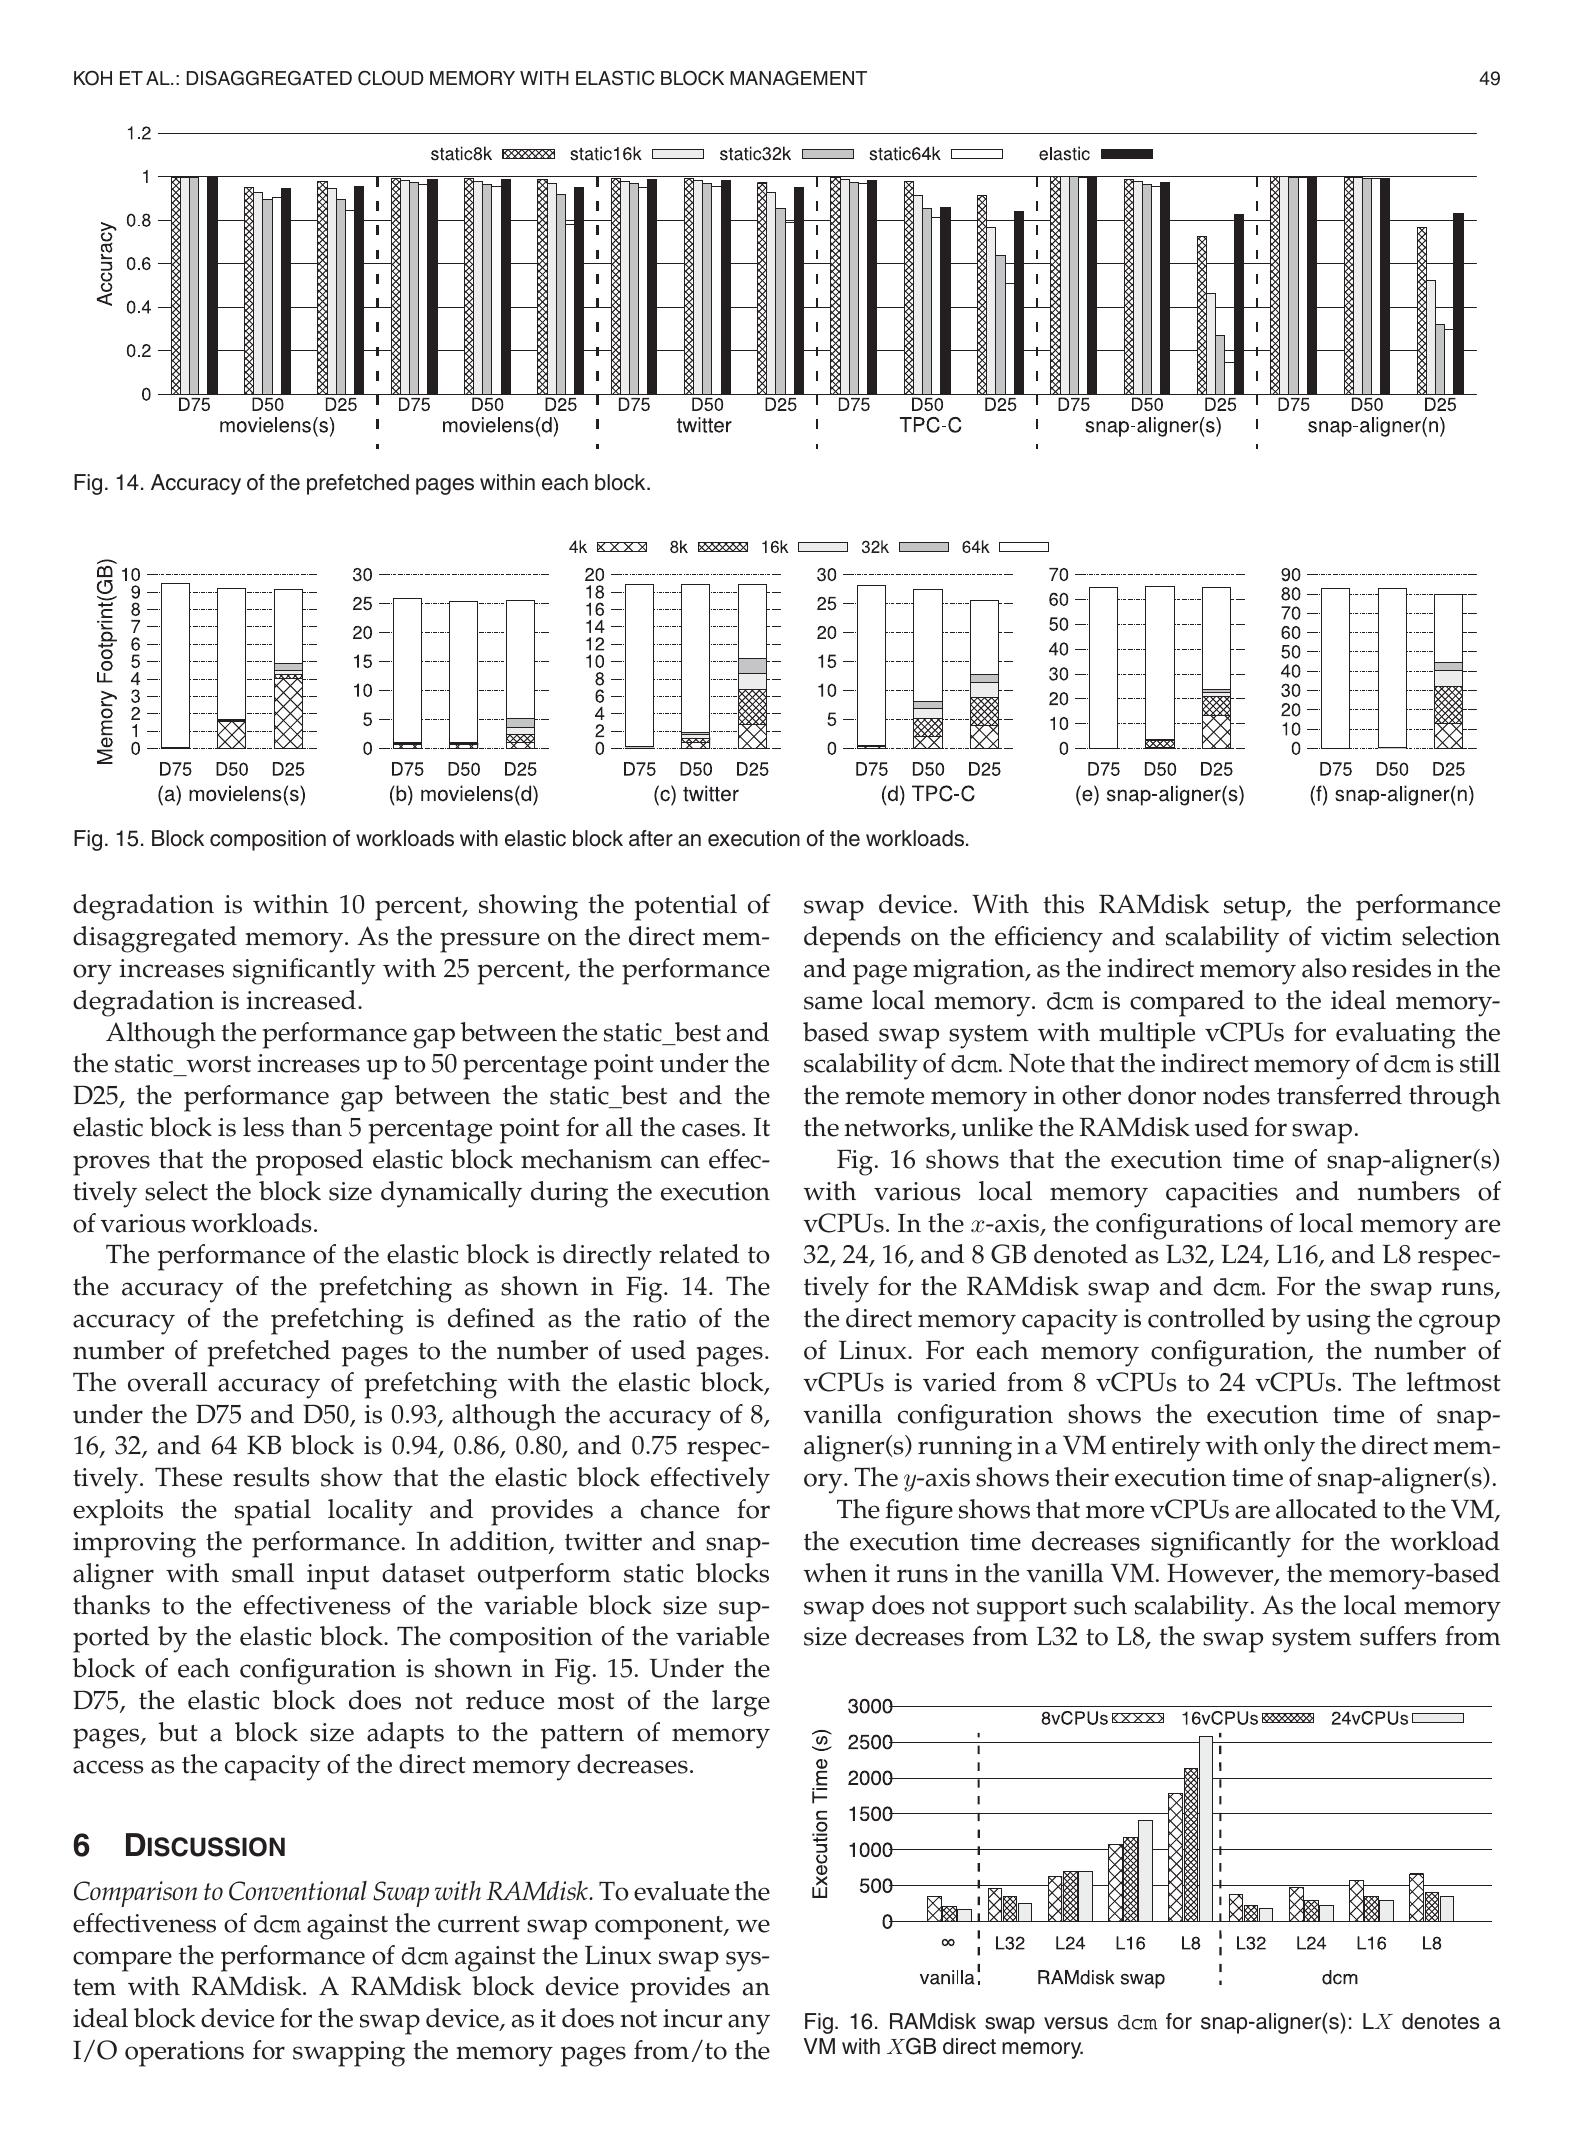 KOH ET AL.: DISAGGREGATED CLOUD MEMORY WITH ELASTIC BLOCK MANAGEMENT 49
1.2
static8k static16k static32k static64k elastic
1
0.8
0.6
0.4
0.2
0
Accuracy
D75 D50 D25 D75 D50 D25 D75 D50 D25 D75 D50 D25 D75 D50 D25 D75 D50 D25
movielens(s) movielens(d) twitter TPC-C snap-aligner(s) snap-aligner(n)
Fig. 14. Accuracy of the prefetched pages within each block.
4k 8k 16k 32k 64k
Memory Footprint(GB)
10 9 8 7 6 5 4 3 2 1 0
D75 D50 D25
(a) movielens(s)
30 25 20 15 10 5 0
D75 D50 D25
(b) movielens(d)
20 18 16 14 12 10 8 6 4 2 0
D75 D50 D25
(c) twitter
30 25 20 15 10 5 0
D75 D50 D25
(d) TPC-C
70 60 50 40 30 20 10 0
D75 D50 D25
(e) snap-aligner(s)
90 80 70 60 50 40 30 20 10 0
D75 D50 D25
(f) snap-aligner(n)
Fig. 15. Block composition of workloads with elastic block after an execution of the workloads.
degradation is within 10 percent, showing the potential of
disaggregated memory. As the pressure on the direct mem-
ory increases significantly with 25 percent, the performance
degradation is increased.
Although the performance gap between the static_best and
the static_worst increases up to 50 percentage point under the
D25, the performance gap between the static_best and the
elastic block is less than 5 percentage point for all the cases. It
proves that the proposed elastic block mechanism can effec-
tively select the block size dynamically during the execution
of various workloads.
The performance of the elastic block is directly related to
the accuracy of the prefetching as shown in Fig. 14. The
accuracy of the prefetching is defined as the ratio of the
number of prefetched pages to the number of used pages.
The overall accuracy of prefetching with the elastic block,
under the D75 and D50, is 0.93, although the accuracy of 8,
16, 32, and 64 KB block is 0.94, 0.86, 0.80, and 0.75 respec-
tively. These results show that the elastic block effectively
exploits the spatial locality and provides a chance for
improving the performance. In addition, twitter and snap-
aligner with small input dataset outperform static blocks
thanks to the effectiveness of the variable block size sup-
ported by the elastic block. The composition of the variable
block of each configuration is shown in Fig. 15. Under the
D75, the elastic block does not reduce most of the large
pages, but a block size adapts to the pattern of memory
access as the capacity of the direct memory decreases.
6 DISCUSSION
Comparison to Conventional Swap with RAMdisk. To evaluate the
effectiveness of dcm against the current swap component, we
compare the performance of dcm against the Linux swap sys-
tem with RAMdisk. A RAMdisk block device provides an
ideal block device for the swap device, as it does not incur any
I/O operations for swapping the memory pages from/to the
swap device. With this RAMdisk setup, the performance
depends on the efficiency and scalability of victim selection
and page migration, as the indirect memory also resides in the
same local memory. dcm is compared to the ideal memory-
based swap system with multiple vCPUs for evaluating the
scalability of dcm. Note that the indirect memory of dcm is still
the remote memory in other donor nodes transferred through
the networks, unlike the RAMdisk used for swap.
Fig. 16 shows that the execution time of snap-aligner(s)
with various local memory capacities and numbers of
vCPUs. In the x-axis, the configurations of local memory are
32, 24, 16, and 8 GB denoted as L32, L24, L16, and L8 respec-
tively for the RAMdisk swap and dcm. For the swap runs,
the direct memory capacity is controlled by using the cgroup
of Linux. For each memory configuration, the number of
vCPUs is varied from 8 vCPUs to 24 vCPUs. The leftmost
vanilla configuration shows the execution time of snap-
aligner(s) running in a VM entirely with only the direct mem-
ory. The y-axis shows their execution time of snap-aligner(s).
The figure shows that more vCPUs are allocated to the VM,
the execution time decreases significantly for the workload
when it runs in the vanilla VM. However, the memory-based
swap does not support such scalability. As the local memory
size decreases from L32 to L8, the swap system suffers from
3000
8vCPUs 16vCPUs 24vCPUs
2500
2000
1500
1000
500
0
Execution Time (s)
∞ L32 L24 L16 L8 L32 L24 L16 L8
vanilla RAMdisk swap dcm
Fig. 16. RAMdisk swap versus dcm for snap-aligner(s): LX denotes a
VM with XGB direct memory.